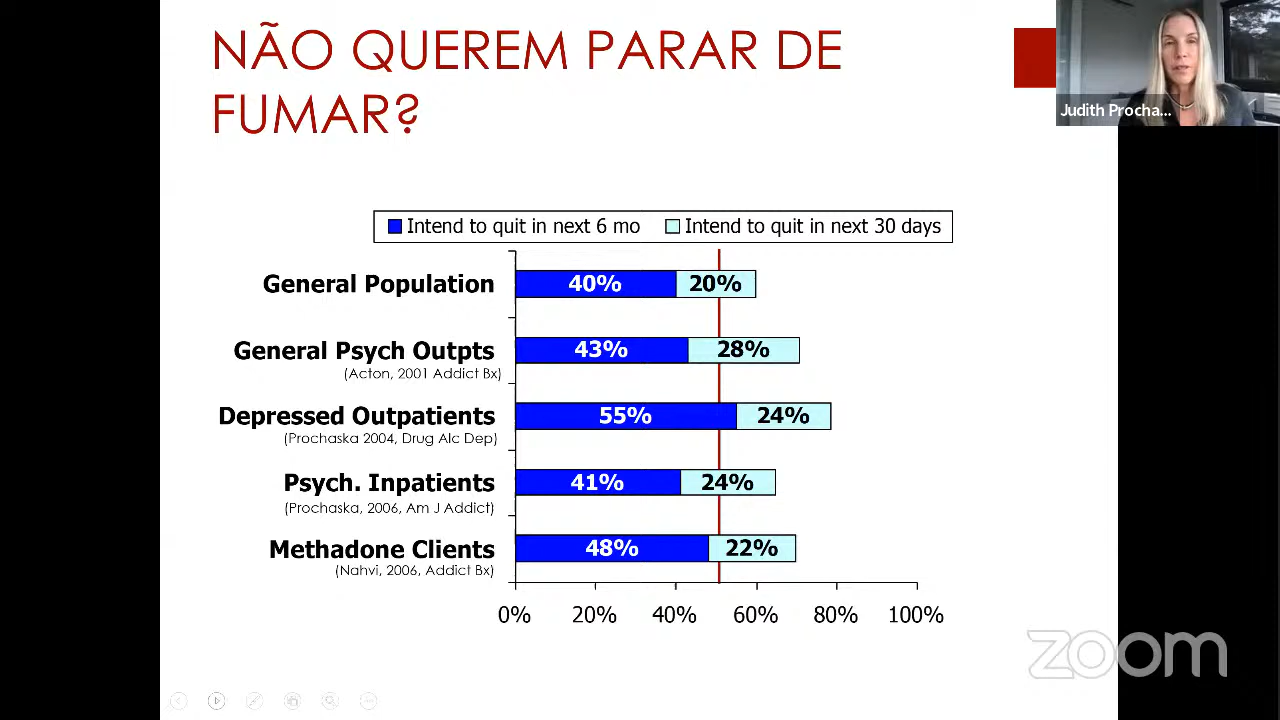 NÃO QUEREM PARAR DE
FUMAR?
Judith Procha...
Intend to quit in next 6 mo Intend to quit in next 30 days
General Population 40% 20%
General Psych Outpts 43% 28%
(Acton, 2001 Addict Bx)
Depressed Outpatients 55% 24%
(Prochaska 2004, Drug Alc Dep)
Psych. Inpatients 41% 24%
(Prochaska, 2006, Am J Addict)
Methadone Clients 48% 22%
(Nahvi, 2006, Addict Bx)
0% 20% 40% 60% 80% 100%
zoom